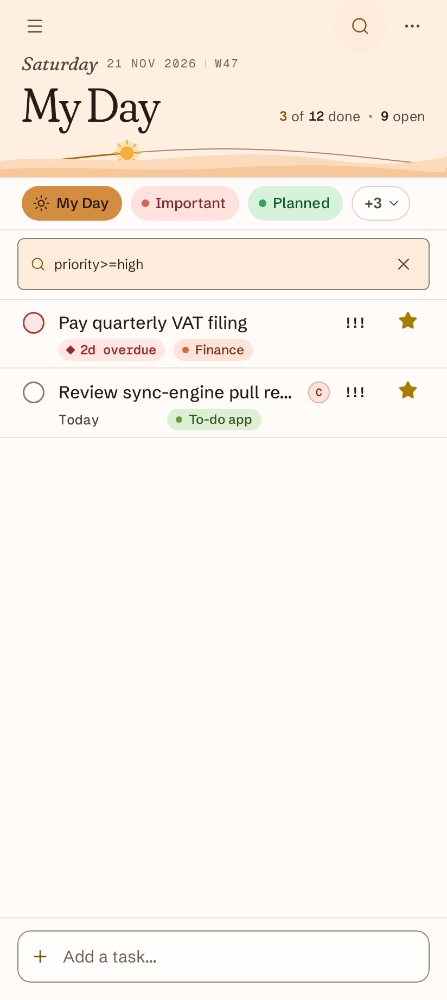 Saturday 21 NOV 2026 | W47
My Day
3 of 12 done • 9 open
My Day
Important
Planned
+3
priority>=high
Pay quarterly VAT filing
!!!
2d overdue
Finance
Review sync-engine pull re...
C
!!!
Today
To-do app
+ Add a task...